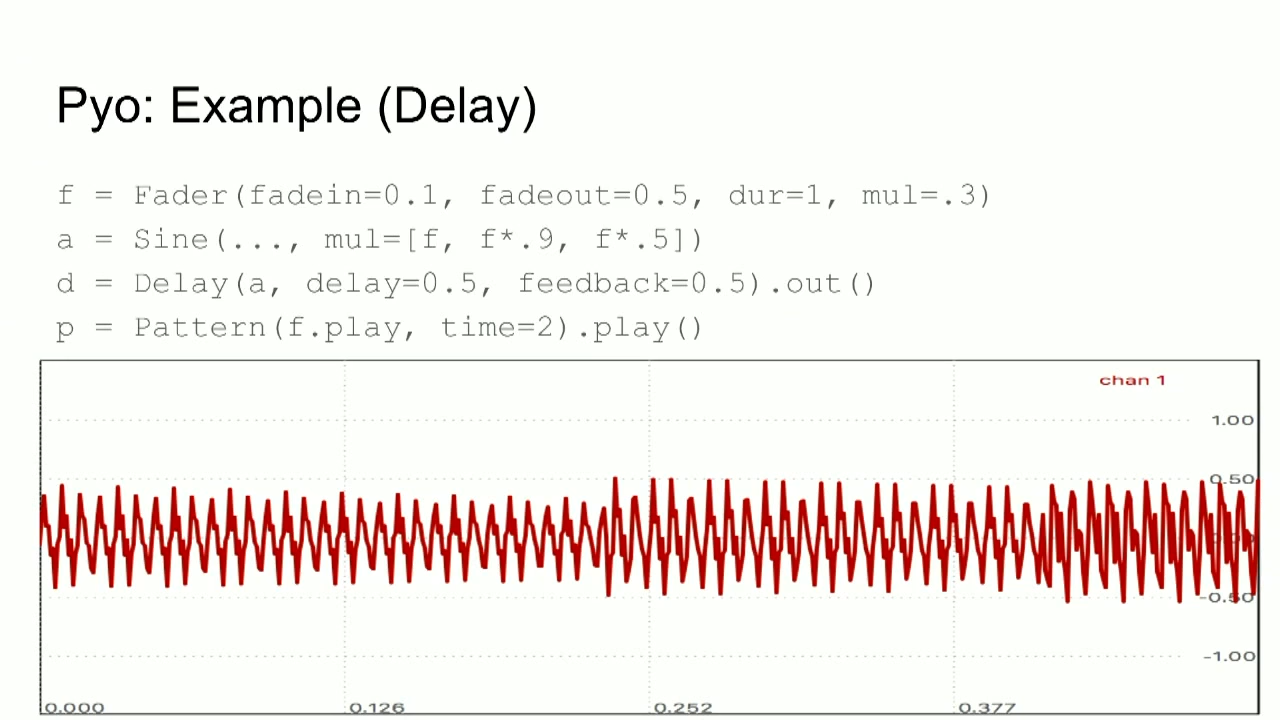 Pyo: Example (Delay)
f = Fader(fadein=0.1, fadeout=0.5, dur=1, mul=.3)
a = Sine(..., mul=[f, f*.9, f*.5])
d = Delay(a, delay=0.5, feedback=0.5).out()
p = Pattern(f.play, time=2).play()
chan 1
1.00
0.50
0.00
-0.50
-1.00
0.000 0.126 0.252 0.377